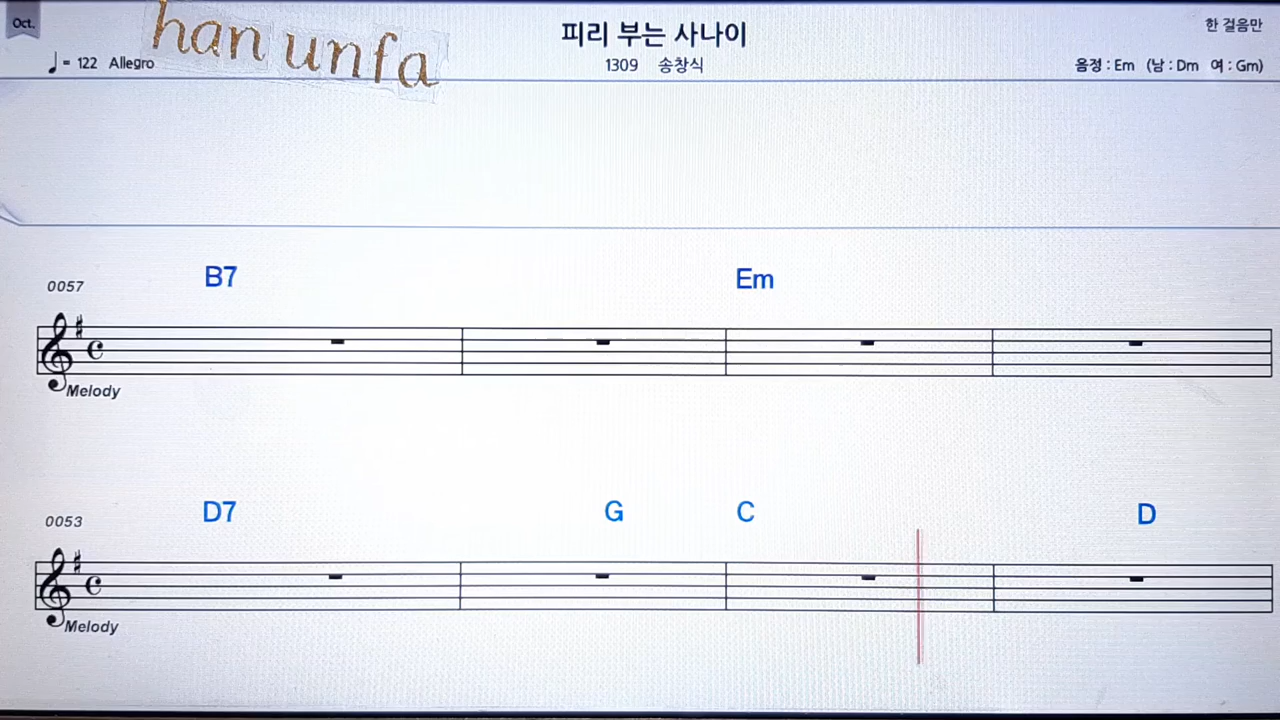 Oct.
han unfa
피리 부는 사나이
한 걸음만
♩ = 122 Allegro
1309 송창식
음정 : Em (남 : Dm 여 : Gm)
B7 Em
0057
Melody
D7 G C D
0053
Melody